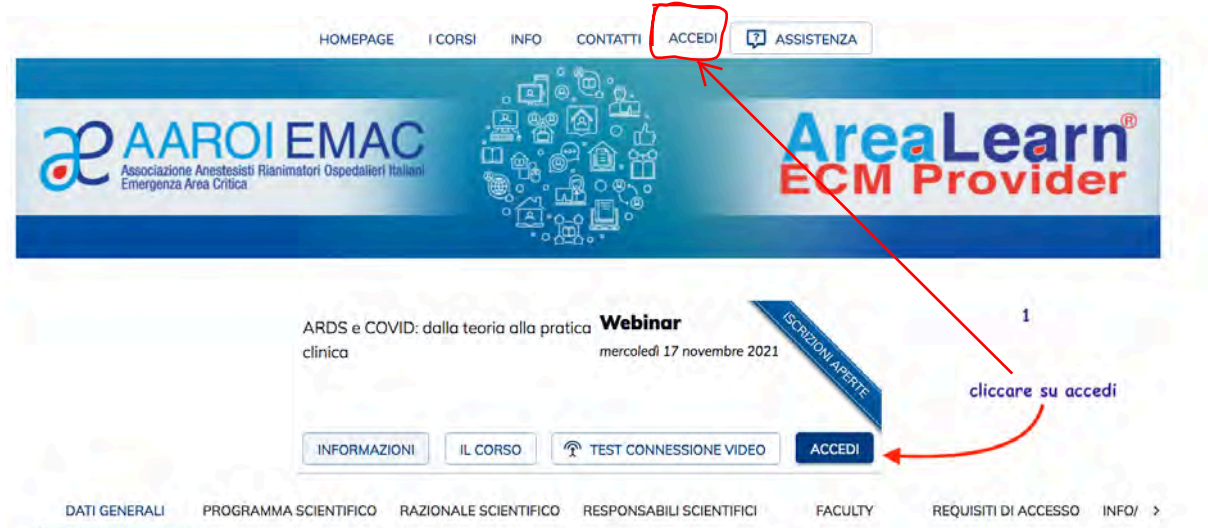 HOMEPAGE I CORSI INFO CONTATTI ACCEDI ASSISTENZA
æ AAROI EMAC
Associazione Anestesisti Rianimatori Ospedalieri Italiani
Emergenza Area Critica
AreaLearn®
ECM Provider
ARDS e COVID: dalla teoria alla pratica
clinica
Webinar
mercoledì 17 novembre 2021
ISCRIZIONI APERTE
1
cliccare su accedi
INFORMAZIONI IL CORSO TEST CONNESSIONE VIDEO ACCEDI
DATI GENERALI PROGRAMMA SCIENTIFICO RAZIONALE SCIENTIFICO RESPONSABILI SCIENTIFICI FACULTY REQUISITI DI ACCESSO INFO/ >